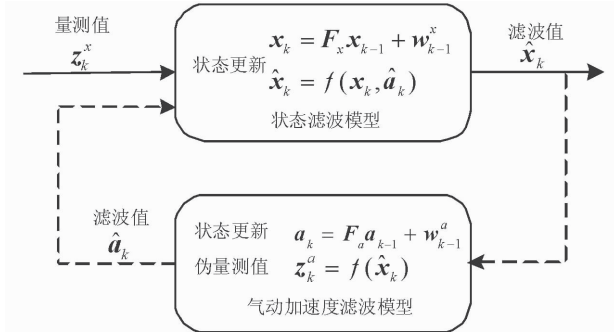 量测值
z_k^x
状态更新
x_k = F_x x_{k-1} + w_{k-1}^x
x̂_k = f(x_k, â_k)
状态滤波模型
滤波值
x̂_k
滤波值
â_k
状态更新 a_k = F_a a_{k-1} + w_{k-1}^a
伪量测值 z_k^a = f(x̂_k)
气动加速度滤波模型